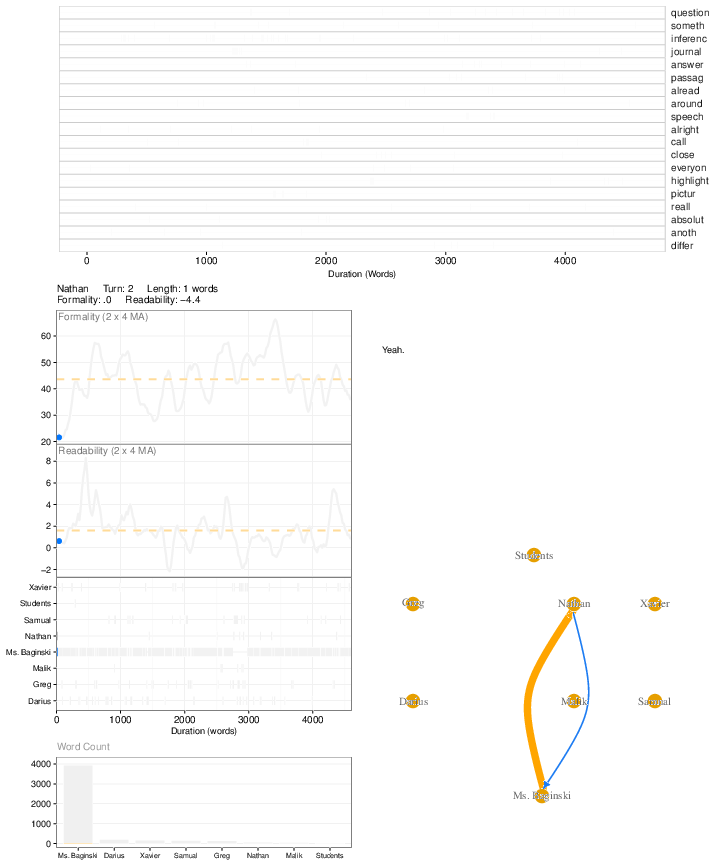 question
someth
inferenc
journal
answer
passag
alread
around
speech
alright
call
close
everyon
highlight
pictur
reall
absolut
anoth
differ
0 1000 2000 3000 4000
Duration (Words)
Nathan Turn: 2 Length: 1 words
Formality: .0 Readability: −4.4
Formality (2 x 4 MA)
60
50
40
30
20
Yeah.
Readability (2 x 4 MA)
8
6
4
2
0
−2
Xavier
Students
Samual
Nathan
Ms. Baginski
Malik
Greg
Darius
0 1000 2000 3000 4000
Duration (words)
Students
Greg Nathan Xavier
Darius Malik Samual
Ms. Baginski
Word Count
4000
3000
2000
1000
0
Ms. Baginski Darius Xavier Samual Greg Nathan Malik Students